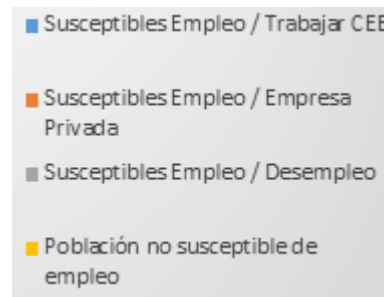 Susceptibles Empleo / Trabajar CEE
Susceptibles Empleo / Empresa
Privada
Susceptibles Empleo / Desempleo
Población no susceptible de
empleo